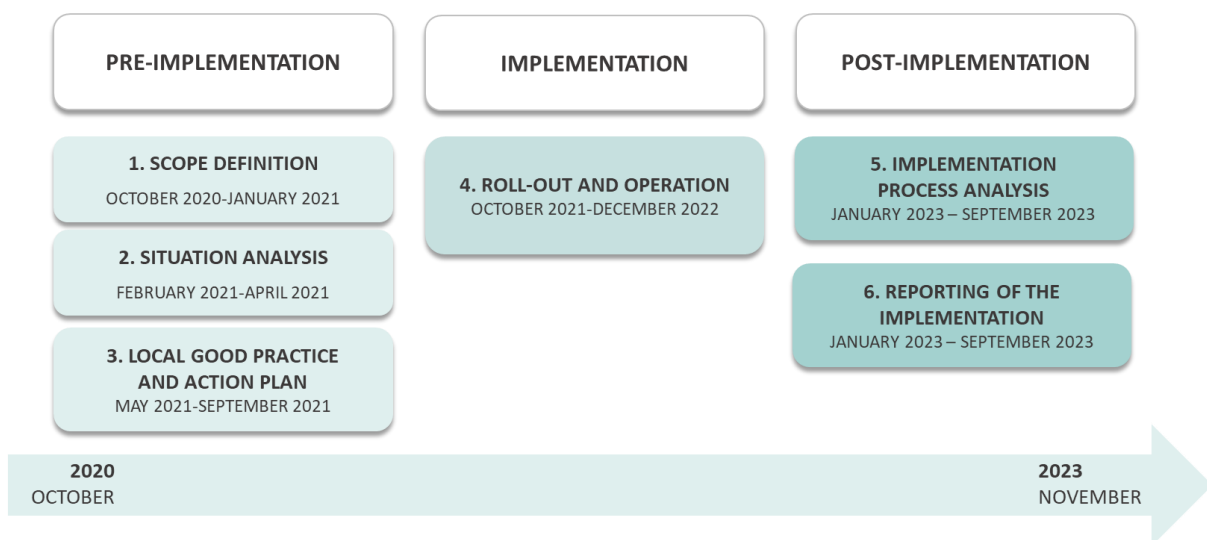 PRE-IMPLEMENTATION
1. SCOPE DEFINITION
OCTOBER 2020-JANUARY 2021
2. SITUATION ANALYSIS
FEBRUARY 2021-APRIL 2021
3. LOCAL GOOD PRACTICE
AND ACTION PLAN
MAY 2021-SEPTEMBER 2021
IMPLEMENTATION
4. ROLL-OUT AND OPERATION
OCTOBER 2021-DECEMBER 2022
POST-IMPLEMENTATION
5. IMPLEMENTATION
PROCESS ANALYSIS
JANUARY 2023 – SEPTEMBER 2023
6. REPORTING OF THE
IMPLEMENTATION
JANUARY 2023 – SEPTEMBER 2023
2020
OCTOBER
2023
NOVEMBER